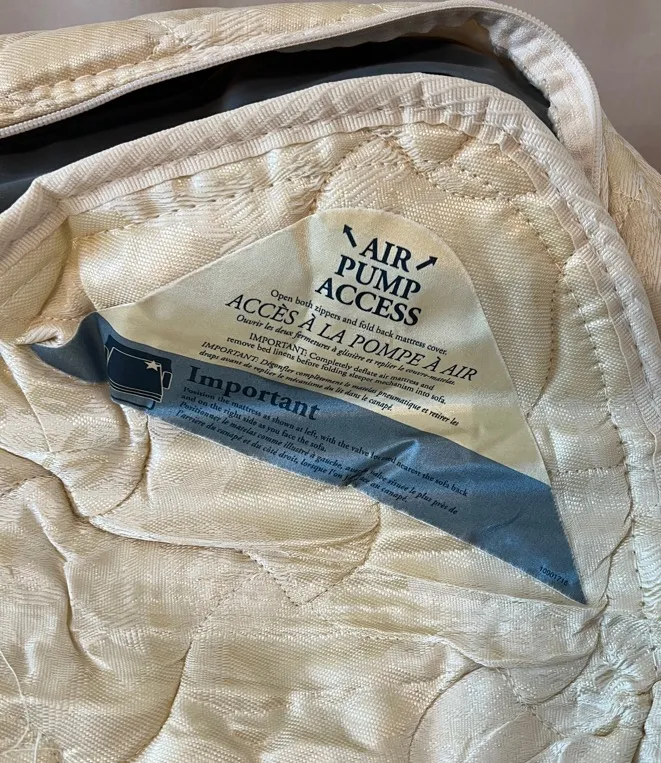 AIR
PUMP
ACCESS
Open both zippers and fold back mattress cover.
ACCÈS À LA POMPE À AIR
Ouvrir les deux fermetures à glissière et replier le couvre-matelas.
IMPORTANT: Completely deflate air mattress and
remove bed linens before folding sleeper mechanism into sofa.
IMPORTANT: Dégonfler complètement le matelas pneumatique et retirer les
draps avant de replier le mécanisme du lit dans le canapé.
Important
Position the mattress as shown at left, with the valve located nearest the sofa back
and on the right side as you face the sofa.
Positionner le matelas comme illustré à gauche, avec la valve située le plus près de
l'arrière du canapé et du côté droit, lorsque l'on fait face au canapé.